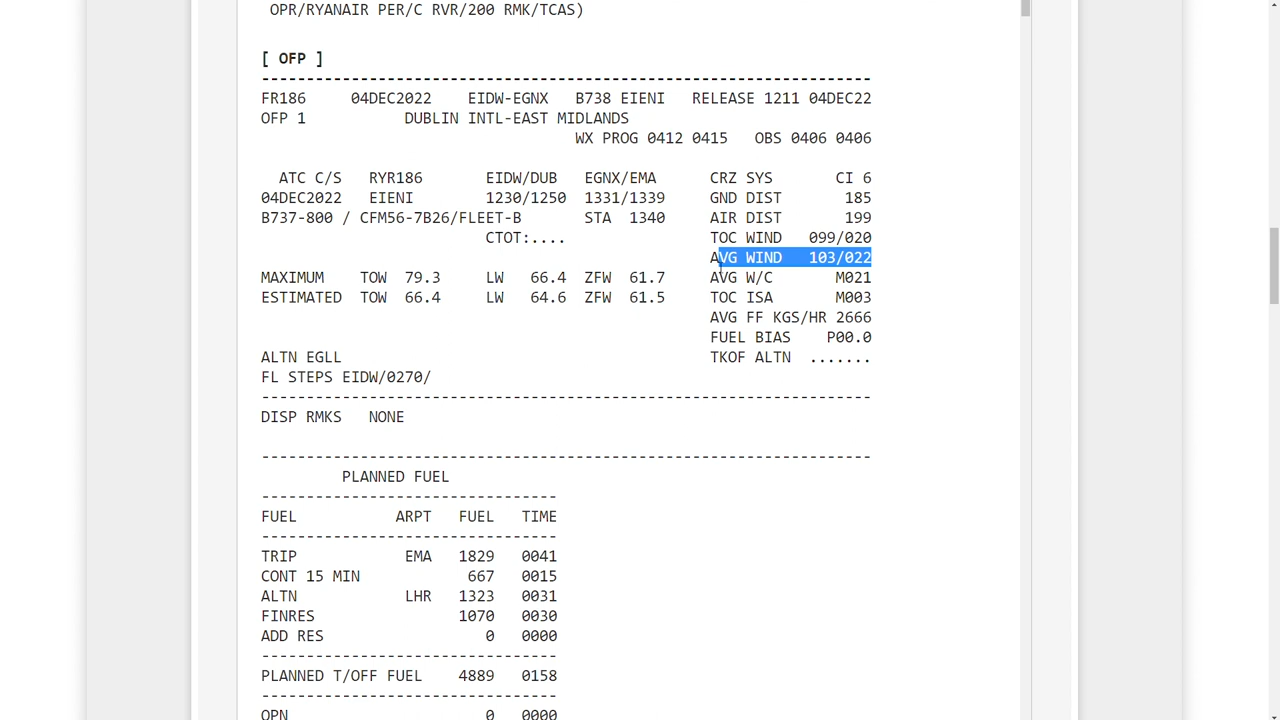 OPR/RYANAIR PER/C RVR/200 RMK/TCAS)
[ OFP ]
--------------------------------------------------------------------
FR186     04DEC2022    EIDW-EGNX   B738 EIENI   RELEASE 1211 04DEC22
OFP 1           DUBLIN INTL-EAST MIDLANDS
WX PROG 0412 0415   OBS 0406 0406
ATC C/S   RYR186       EIDW/DUB   EGNX/EMA      CRZ SYS       CI 6
04DEC2022   EIENI        1230/1250  1331/1339     GND DIST       185
B737-800 / CFM56-7B26/FLEET-B       STA  1340     AIR DIST       199
CTOT:....                TOC WIND   099/020
AVG WIND   103/022
MAXIMUM    TOW  79.3     LW   66.4  ZFW  61.7     AVG W/C       M021
ESTIMATED  TOW  66.4     LW   64.6  ZFW  61.5     TOC ISA       M003
AVG FF KGS/HR 2666
FUEL BIAS    P00.0
ALTN EGLL                                         TKOF ALTN  .......
FL STEPS EIDW/0270/
--------------------------------------------------------------------
DISP RMKS   NONE
--------------------------------------------------------------------
PLANNED FUEL
---------------------------------
FUEL           ARPT   FUEL   TIME
---------------------------------
TRIP            EMA   1829   0041
CONT 15 MIN            667   0015
ALTN            LHR   1323   0031
FINRES                1070   0030
ADD RES                  0   0000
---------------------------------
PLANNED T/OFF FUEL    4889   0158
---------------------------------
OPN                      0   0000